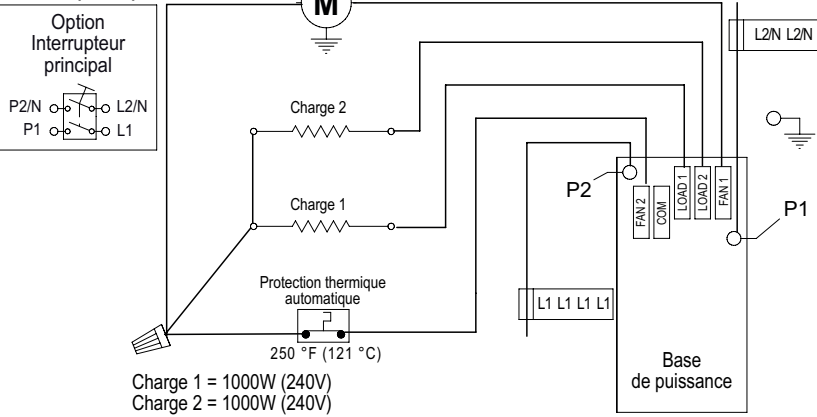 M
Option
Interrupteur
principal
P2/N L2/N
P1 L1
L2/N L2/N
Charge 2
Charge 1
P2
FAN 2
COM
LOAD 1
LOAD 2
FAN 1
P1
Protection thermique
automatique
250 °F (121 °C)
L1 L1 L1 L1
Base
de puissance
Charge 1 = 1000W (240V)
Charge 2 = 1000W (240V)